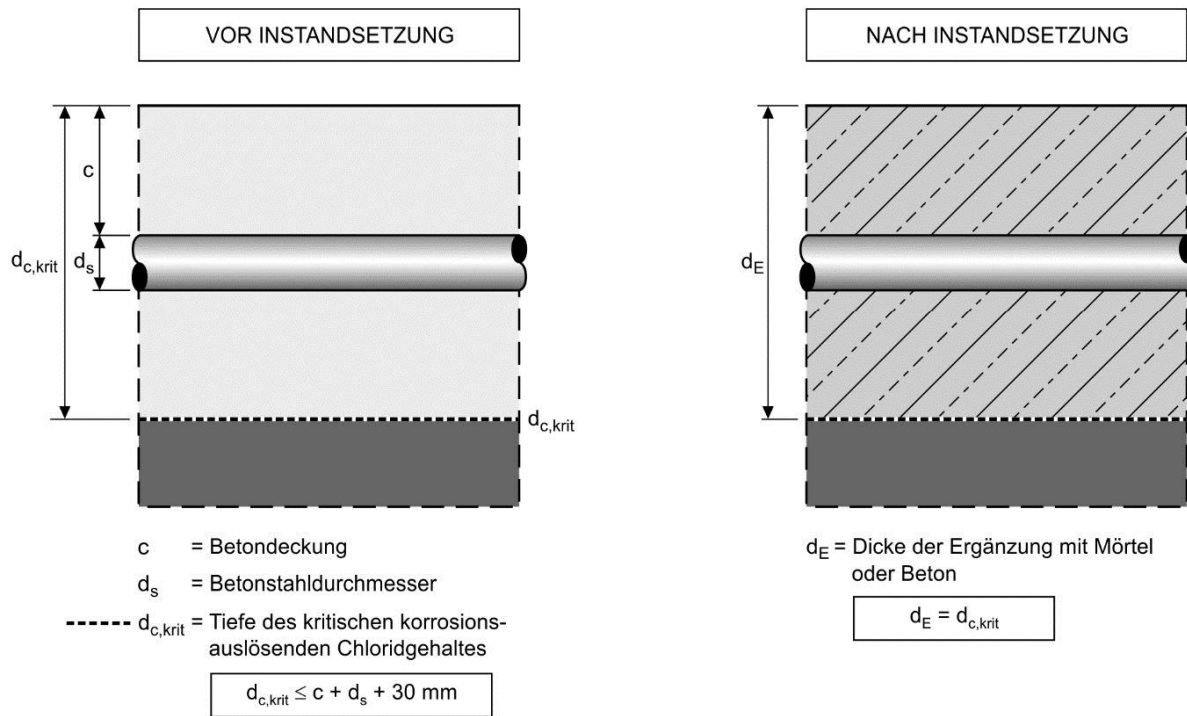 VOR INSTANDSETZUNG
c
d_s
d_c,krit
d_c,krit
c = Betondeckung
d_s = Betonstahldurchmesser
d_c,krit = Tiefe des kritischen korrosions-
auslösenden Chloridgehaltes
d_c,krit ≤ c + d_s + 30 mm
NACH INSTANDSETZUNG
d_E
d_E = Dicke der Ergänzung mit Mörtel
oder Beton
d_E = d_c,krit